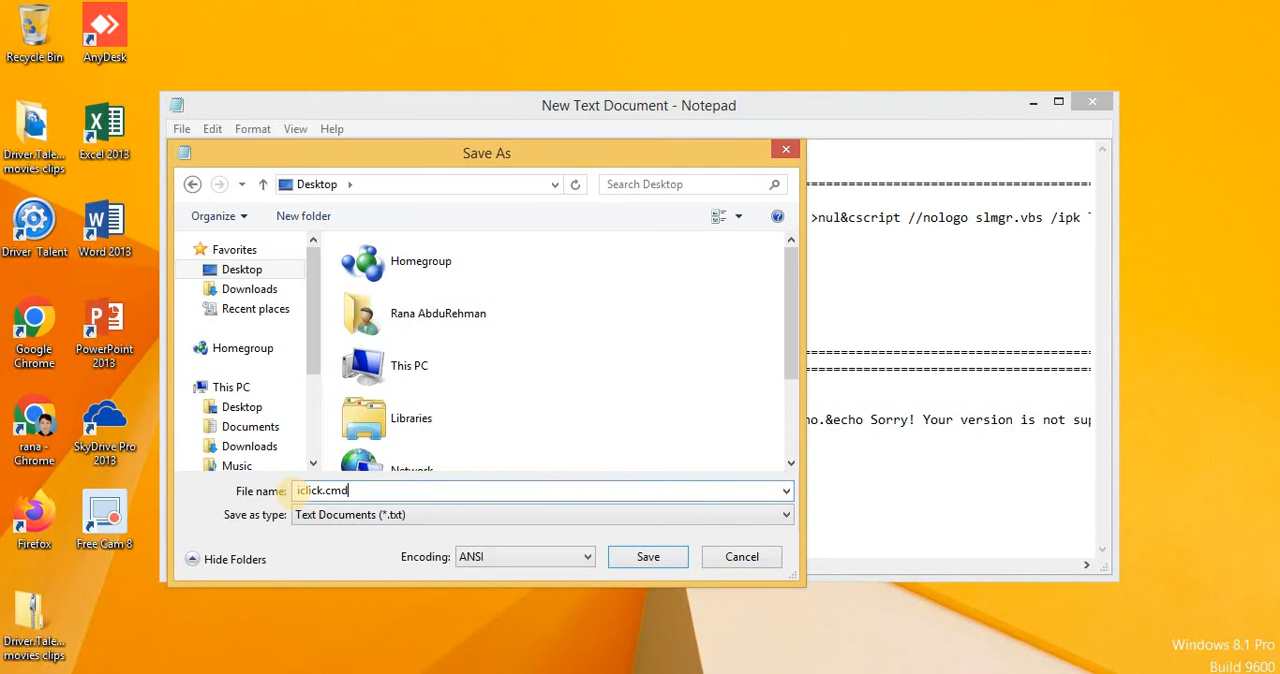 Recycle Bin
AnyDesk
Driver.Tale...
movies clips
Excel 2013
Driver Talent
Word 2013
Google
Chrome
PowerPoint
2013
rana -
Chrome
SkyDrive Pro
2013
Firefox
Free Cam 8
Driver.Tale...
movies clips
New Text Document - Notepad
File Edit Format View Help
Save As
Desktop
Search Desktop
Organize
New folder
Favorites
Desktop
Downloads
Recent places
Homegroup
This PC
Desktop
Documents
Downloads
Music
Homegroup
Rana AbduRehman
This PC
Libraries
Network
File name: iclick.cmd
Save as type: Text Documents (*.txt)
Hide Folders
Encoding: ANSI
Save
Cancel
==================================
>nul&cscript //nologo slmgr.vbs /ipk
==================================
==================================
o.&echo Sorry! Your version is not sup
Windows 8.1 Pro
Build 9600